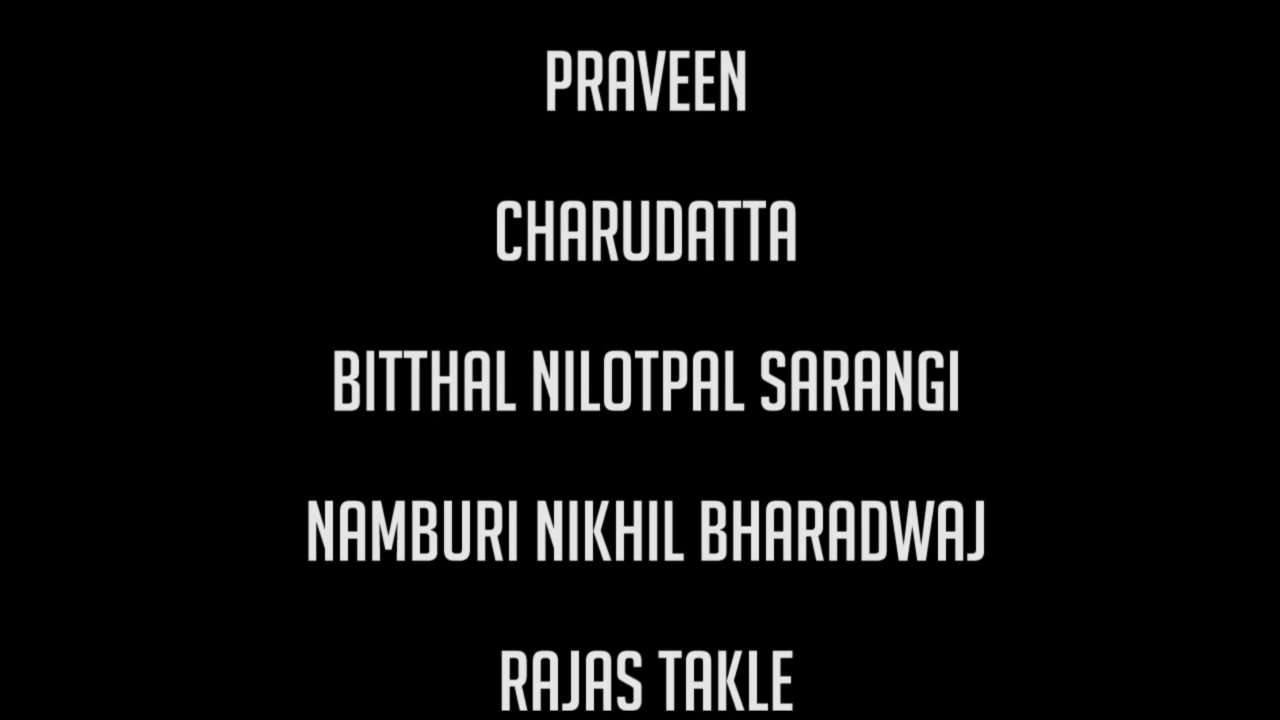 PRAVEEN
CHARUDATTA
BITTHAL NILOTPAL SARANGI
NAMBURI NIKHIL BHARADWAJ
RAJAS TAKLE